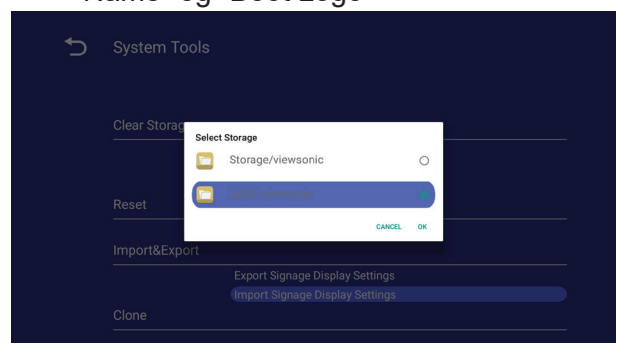 System Tools
Clear Storag
Select Storage
Storage/viewsonic
CANCEL OK
Reset
Import&Export
Export Signage Display Settings
Import Signage Display Settings
Clone